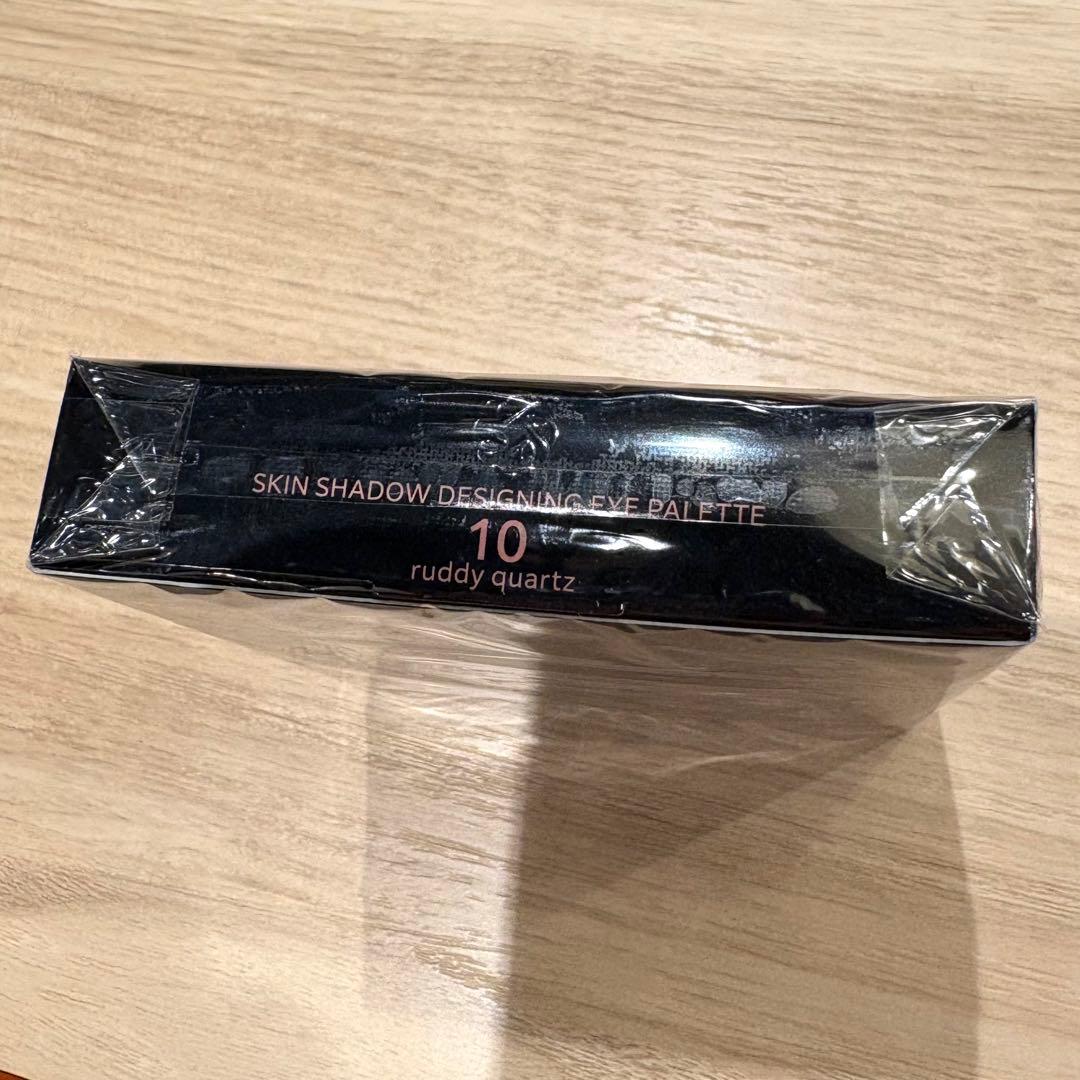 SKIN SHADOW DESIGNING EYE PALETTE
10
ruddy quartz